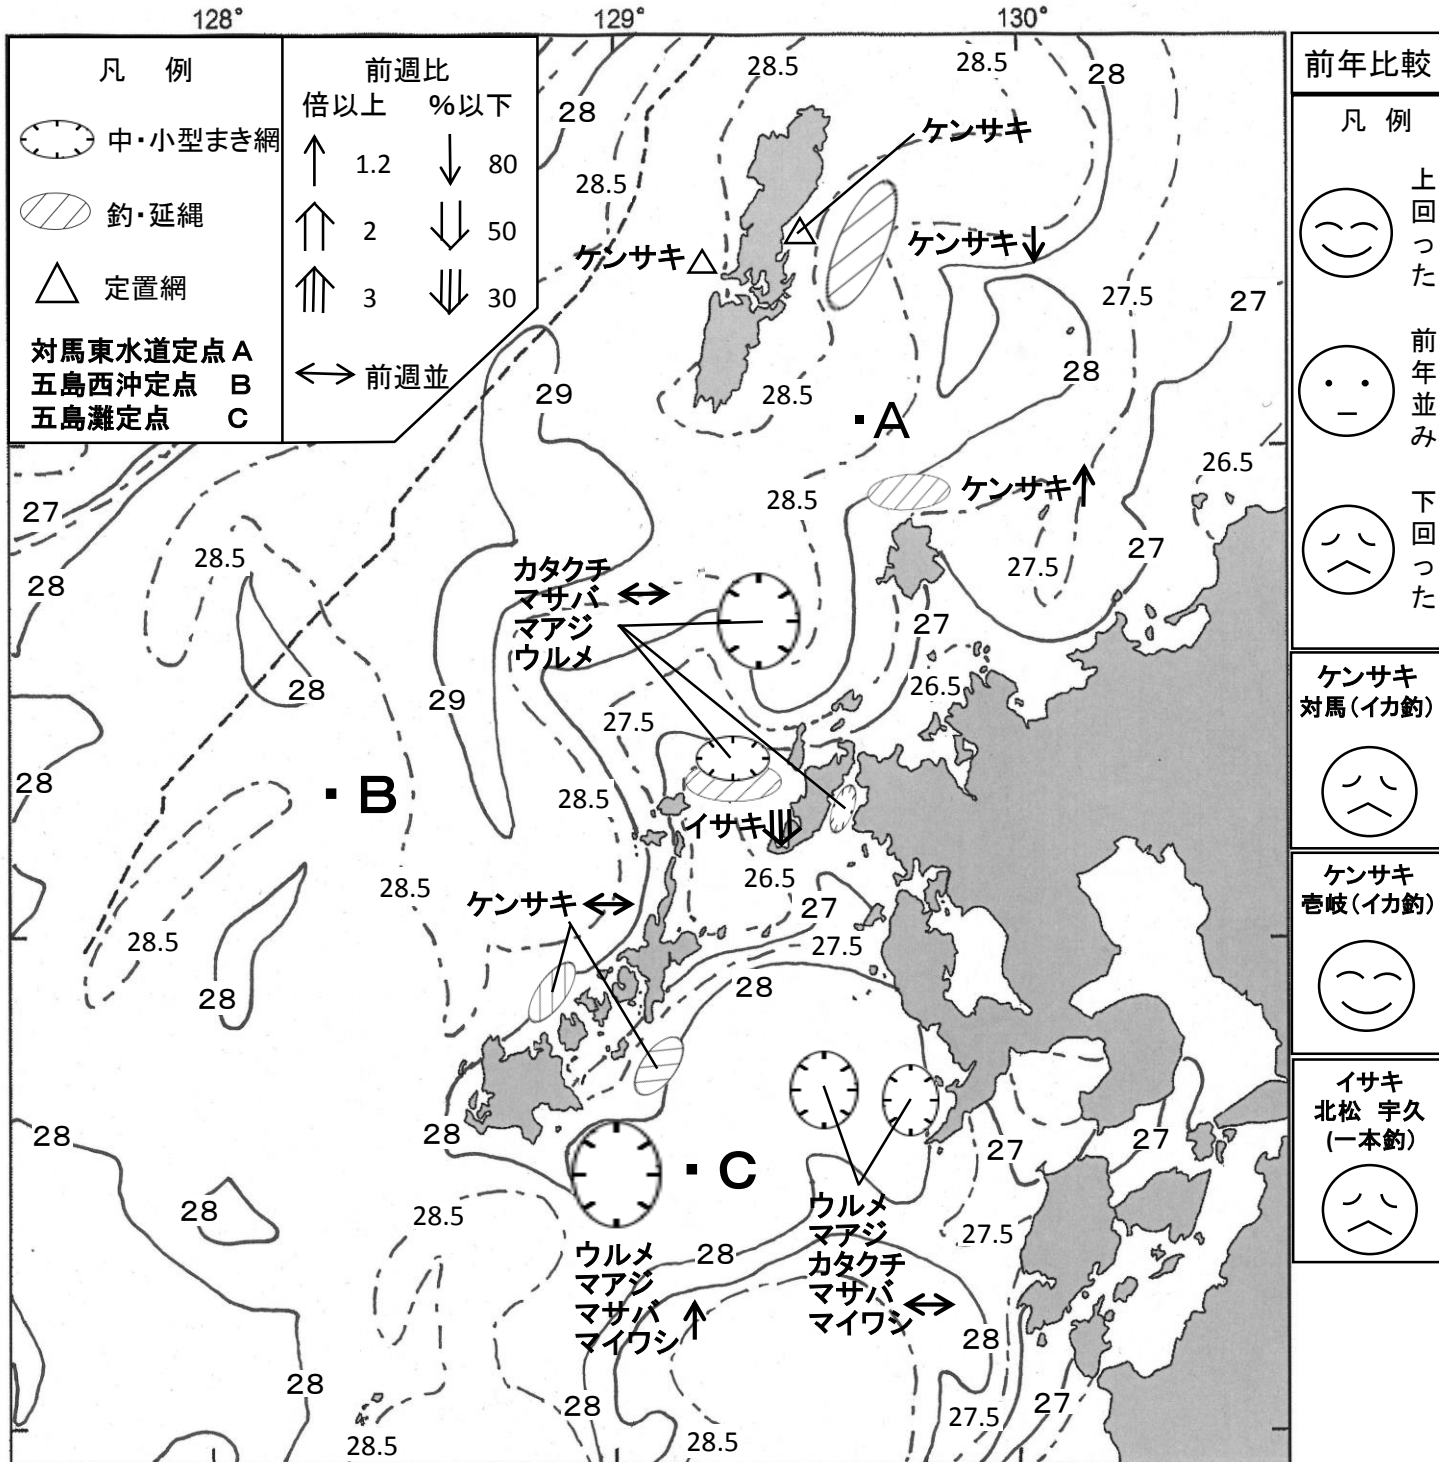 128°
129°
130°
凡 例
中・小型まき網
釣・延縄
定置網
対馬東水道定点 A
五島西沖定点 B
五島灘定点 C
前週比
倍以上 %以下
1.2 80
2 50
3 30
前週並
前年比較
凡 例
上回った
前年並み
下回った
ケンサキ
対馬(イカ釣)
ケンサキ
壱岐(イカ釣)
イサキ
北松 宇久
(一本釣)
28.5
28.5
28
28
28.5
ケンサキ
ケンサキ
ケンサキ
27.5
27
28
29
28.5
A
26.5
ケンサキ
28.5
27
28.5
27
27.5
28
カタクチ
マサバ
マアジ
ウルメ
27
26.5
28
29
27.5
28
B
28.5
イサキ
26.5
28.5
27
ケンサキ
27.5
28.5
28
28
28
28
27
27
C
28
28.5
27.5
ウルメ
マアジ
カタクチ
マサバ
マイワシ
28
ウルメ
マアジ
マサバ
マイワシ
28
28
28
27
27.5
28.5
28.5